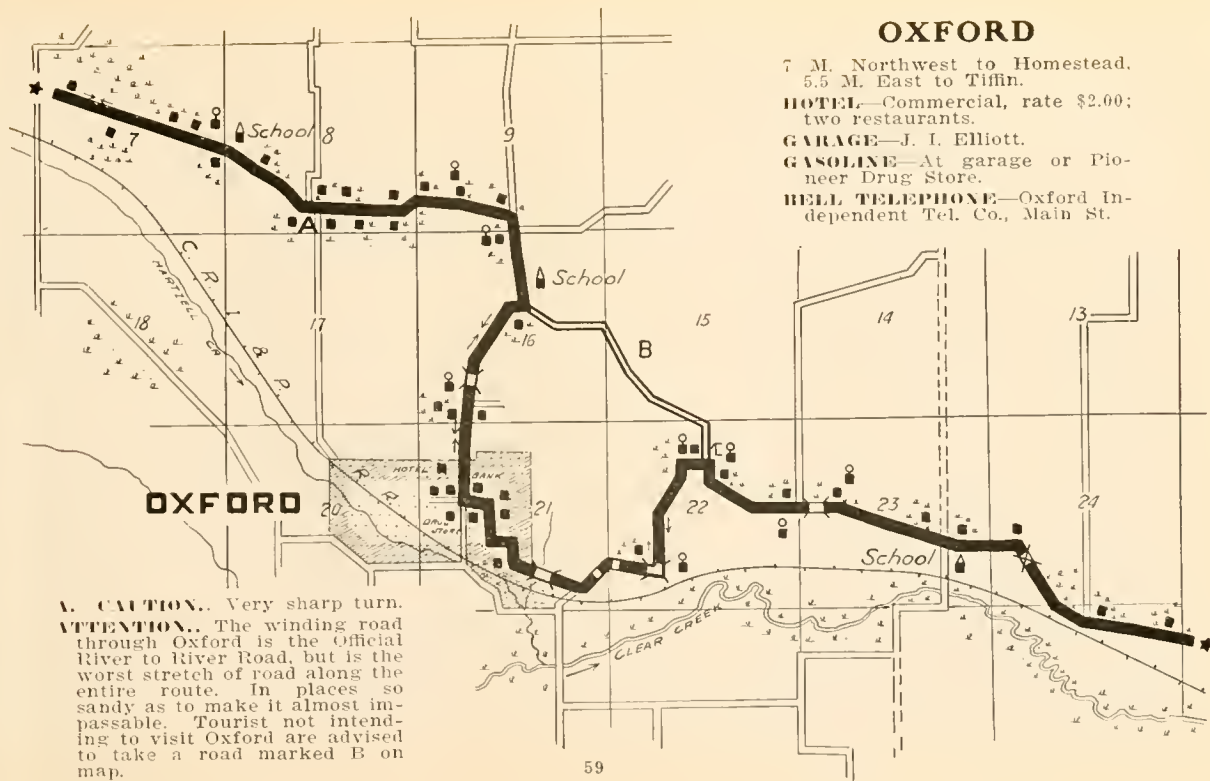 OXFORD
7 M. Northwest to Homestead.
5.5 M. East to Tiffin.
HOTEL—Commercial, rate $2.00;
two restaurants.
GARAGE—J. I. Elliott.
GASOLINE—At garage or Pio-
neer Drug Store.
BELL TELEPHONE—Oxford In-
dependent Tel. Co., Main St.
7
School
8
9
A
C. R. I. & P.
HARTZELL CR
School
18
17
16
15
14
13
B
HOTEL
BANK
OXFORD
20
21
22
23
24
DRUG
STORE
R R
School
CLEAR CREEK
A. CAUTION.. Very sharp turn.
ATTENTION.. The winding road
through Oxford is the Official
River to River Road, but is the
worst stretch of road along the
entire route. In places so
sandy as to make it almost im-
passable. Tourist not intend-
ing to visit Oxford are advised
to take a road marked B on
map.
59